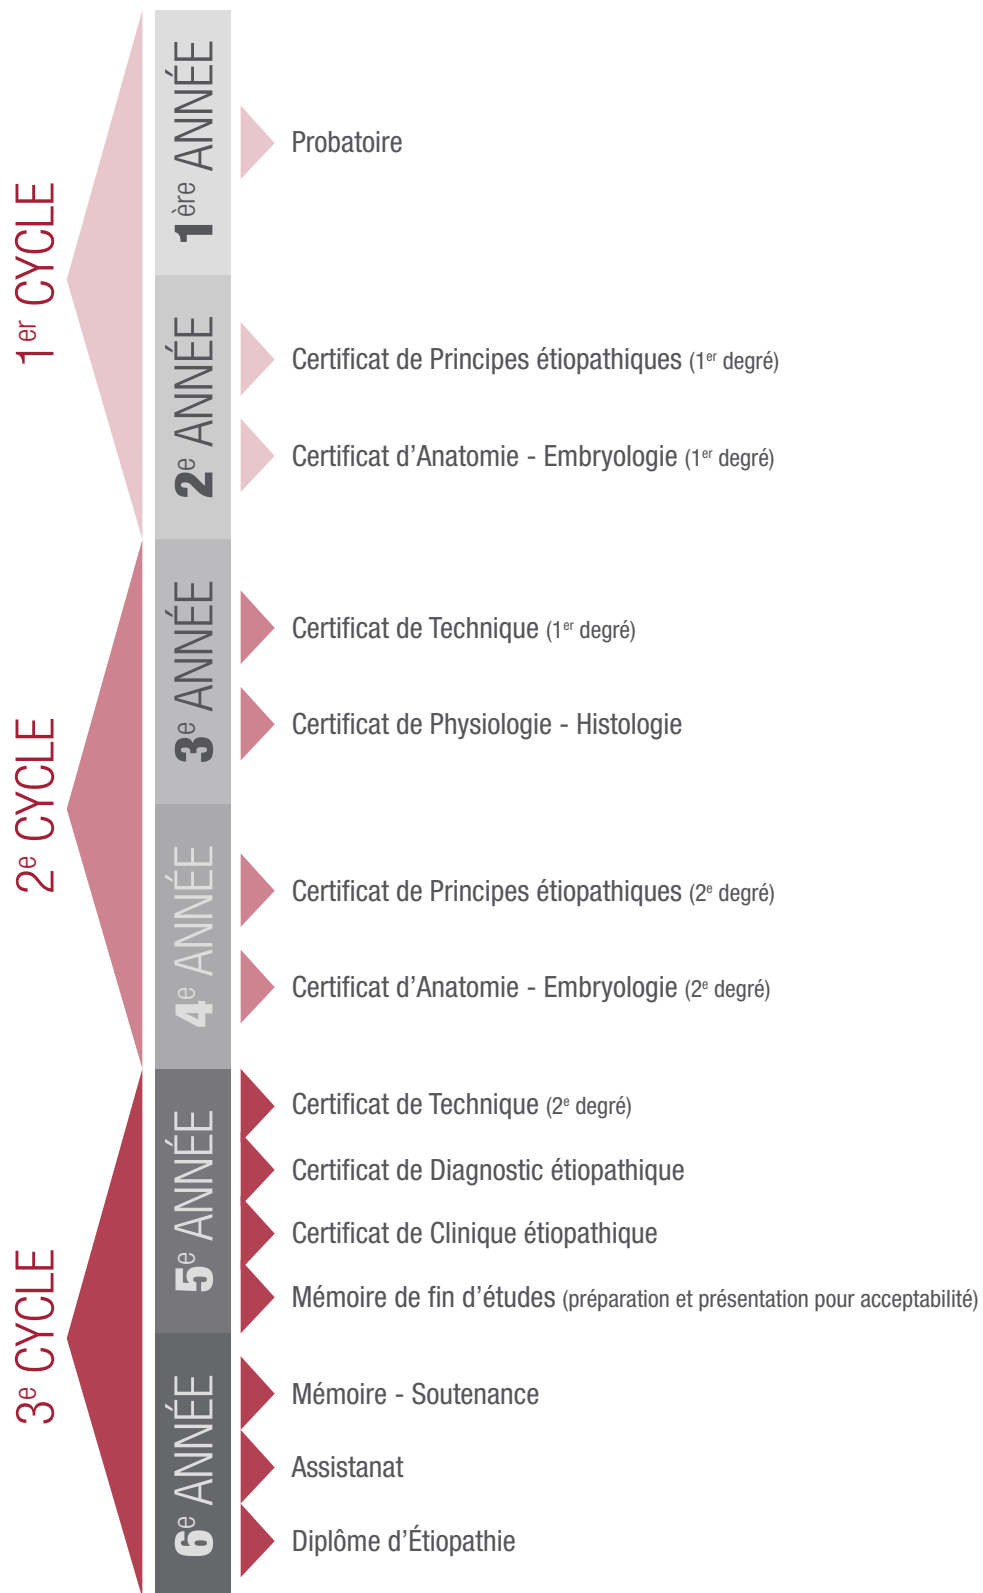 1er CYCLE
1ère ANNÉE
Probatoire
2e ANNÉE
Certificat de Principes étiopathiques (1er degré)
Certificat d’Anatomie - Embryologie (1er degré)
2e CYCLE
3e ANNÉE
Certificat de Technique (1er degré)
Certificat de Physiologie - Histologie
4e ANNÉE
Certificat de Principes étiopathiques (2e degré)
Certificat d’Anatomie - Embryologie (2e degré)
3e CYCLE
5e ANNÉE
Certificat de Technique (2e degré)
Certificat de Diagnostic étiopathique
Certificat de Clinique étiopathique
Mémoire de fin d’études (préparation et présentation pour acceptabilité)
6e ANNÉE
Mémoire - Soutenance
Assistanat
Diplôme d’Étiopathie